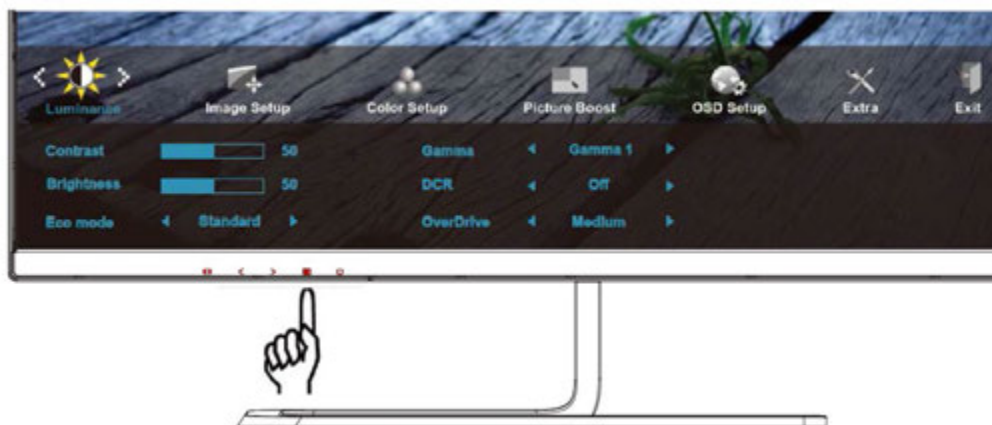 Luminance Image Setup Color Setup Picture Boost OSD Setup Extra Exit
Contrast 50 Gamma Gamma 1
Brightness 50 DCR Off
Eco mode Standard OverDrive Medium